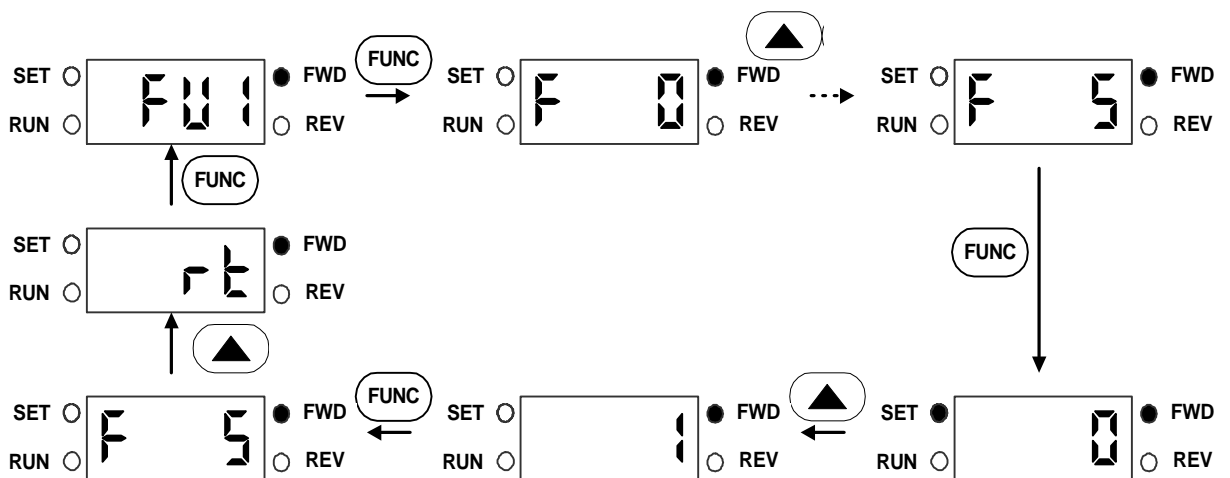 FUNC
SET FU1 FWD SET F 0 FWD SET F 5 FWD
RUN REV RUN REV RUN REV
FUNC
SET rt FWD
FUNC
RUN REV
FUNC
SET F 5 FWD SET 1 FWD SET 0 FWD
RUN REV RUN REV RUN REV